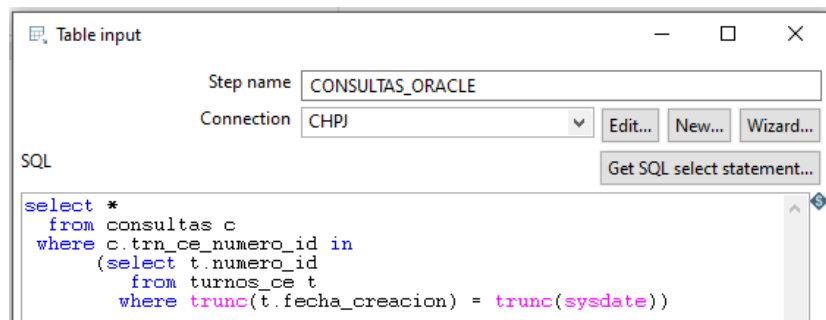 Table input
Step name CONSULTAS_ORACLE
Connection CHPJ Edit... New... Wizard...
SQL Get SQL select statement...
select *
from consultas c
where c.trn_ce_numero_id in
(select t.numero_id
from turnos_ce t
where trunc(t.fecha_creacion) = trunc(sysdate))